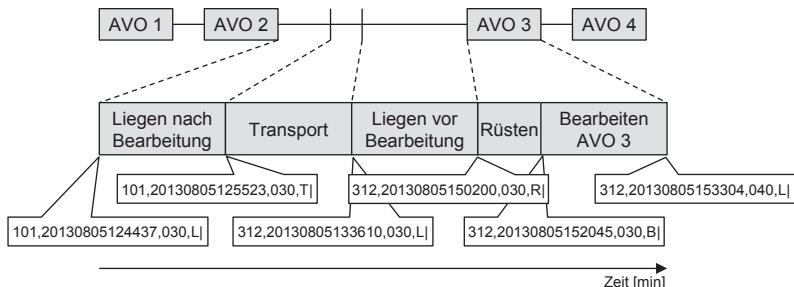 AVO 1
AVO 2
AVO 3
AVO 4
Liegen nach
Bearbeitung
Transport
Liegen vor
Bearbeitung
Rüsten
Bearbeiten
AVO 3
101,20130805125523,030,T|
312,20130805150200,030,R|
312,20130805153304,040,L|
101,20130805124437,030,L|
312,20130805133610,030,L|
312,20130805152045,030,B|
Zeit [min]